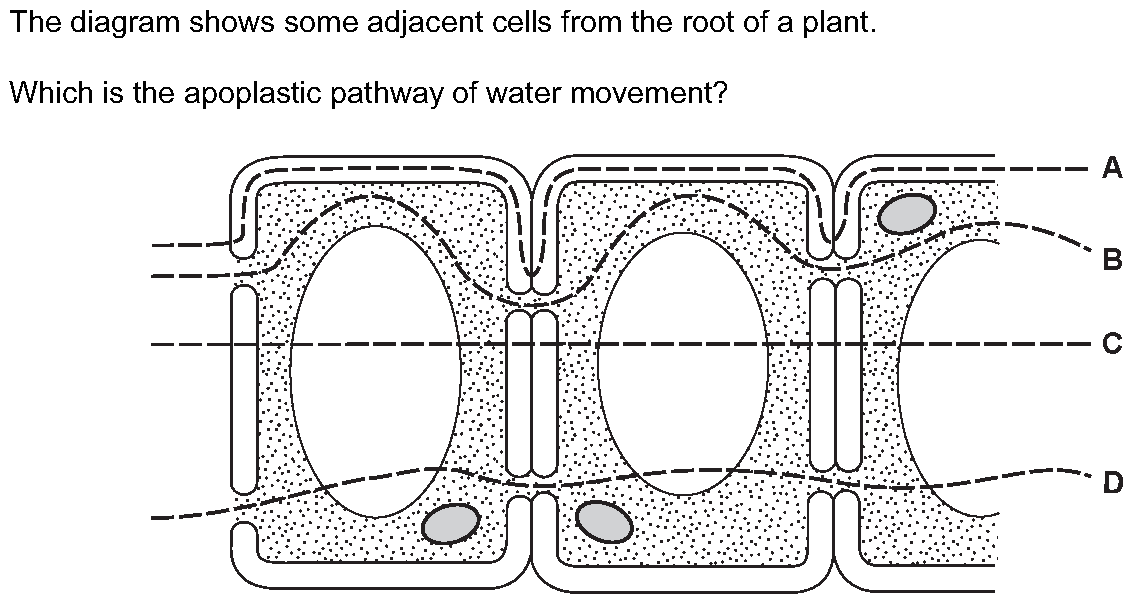 The diagram shows some adjacent cells from the root of a plant.
Which is the apoplastic pathway of water movement?
A
B
C
D